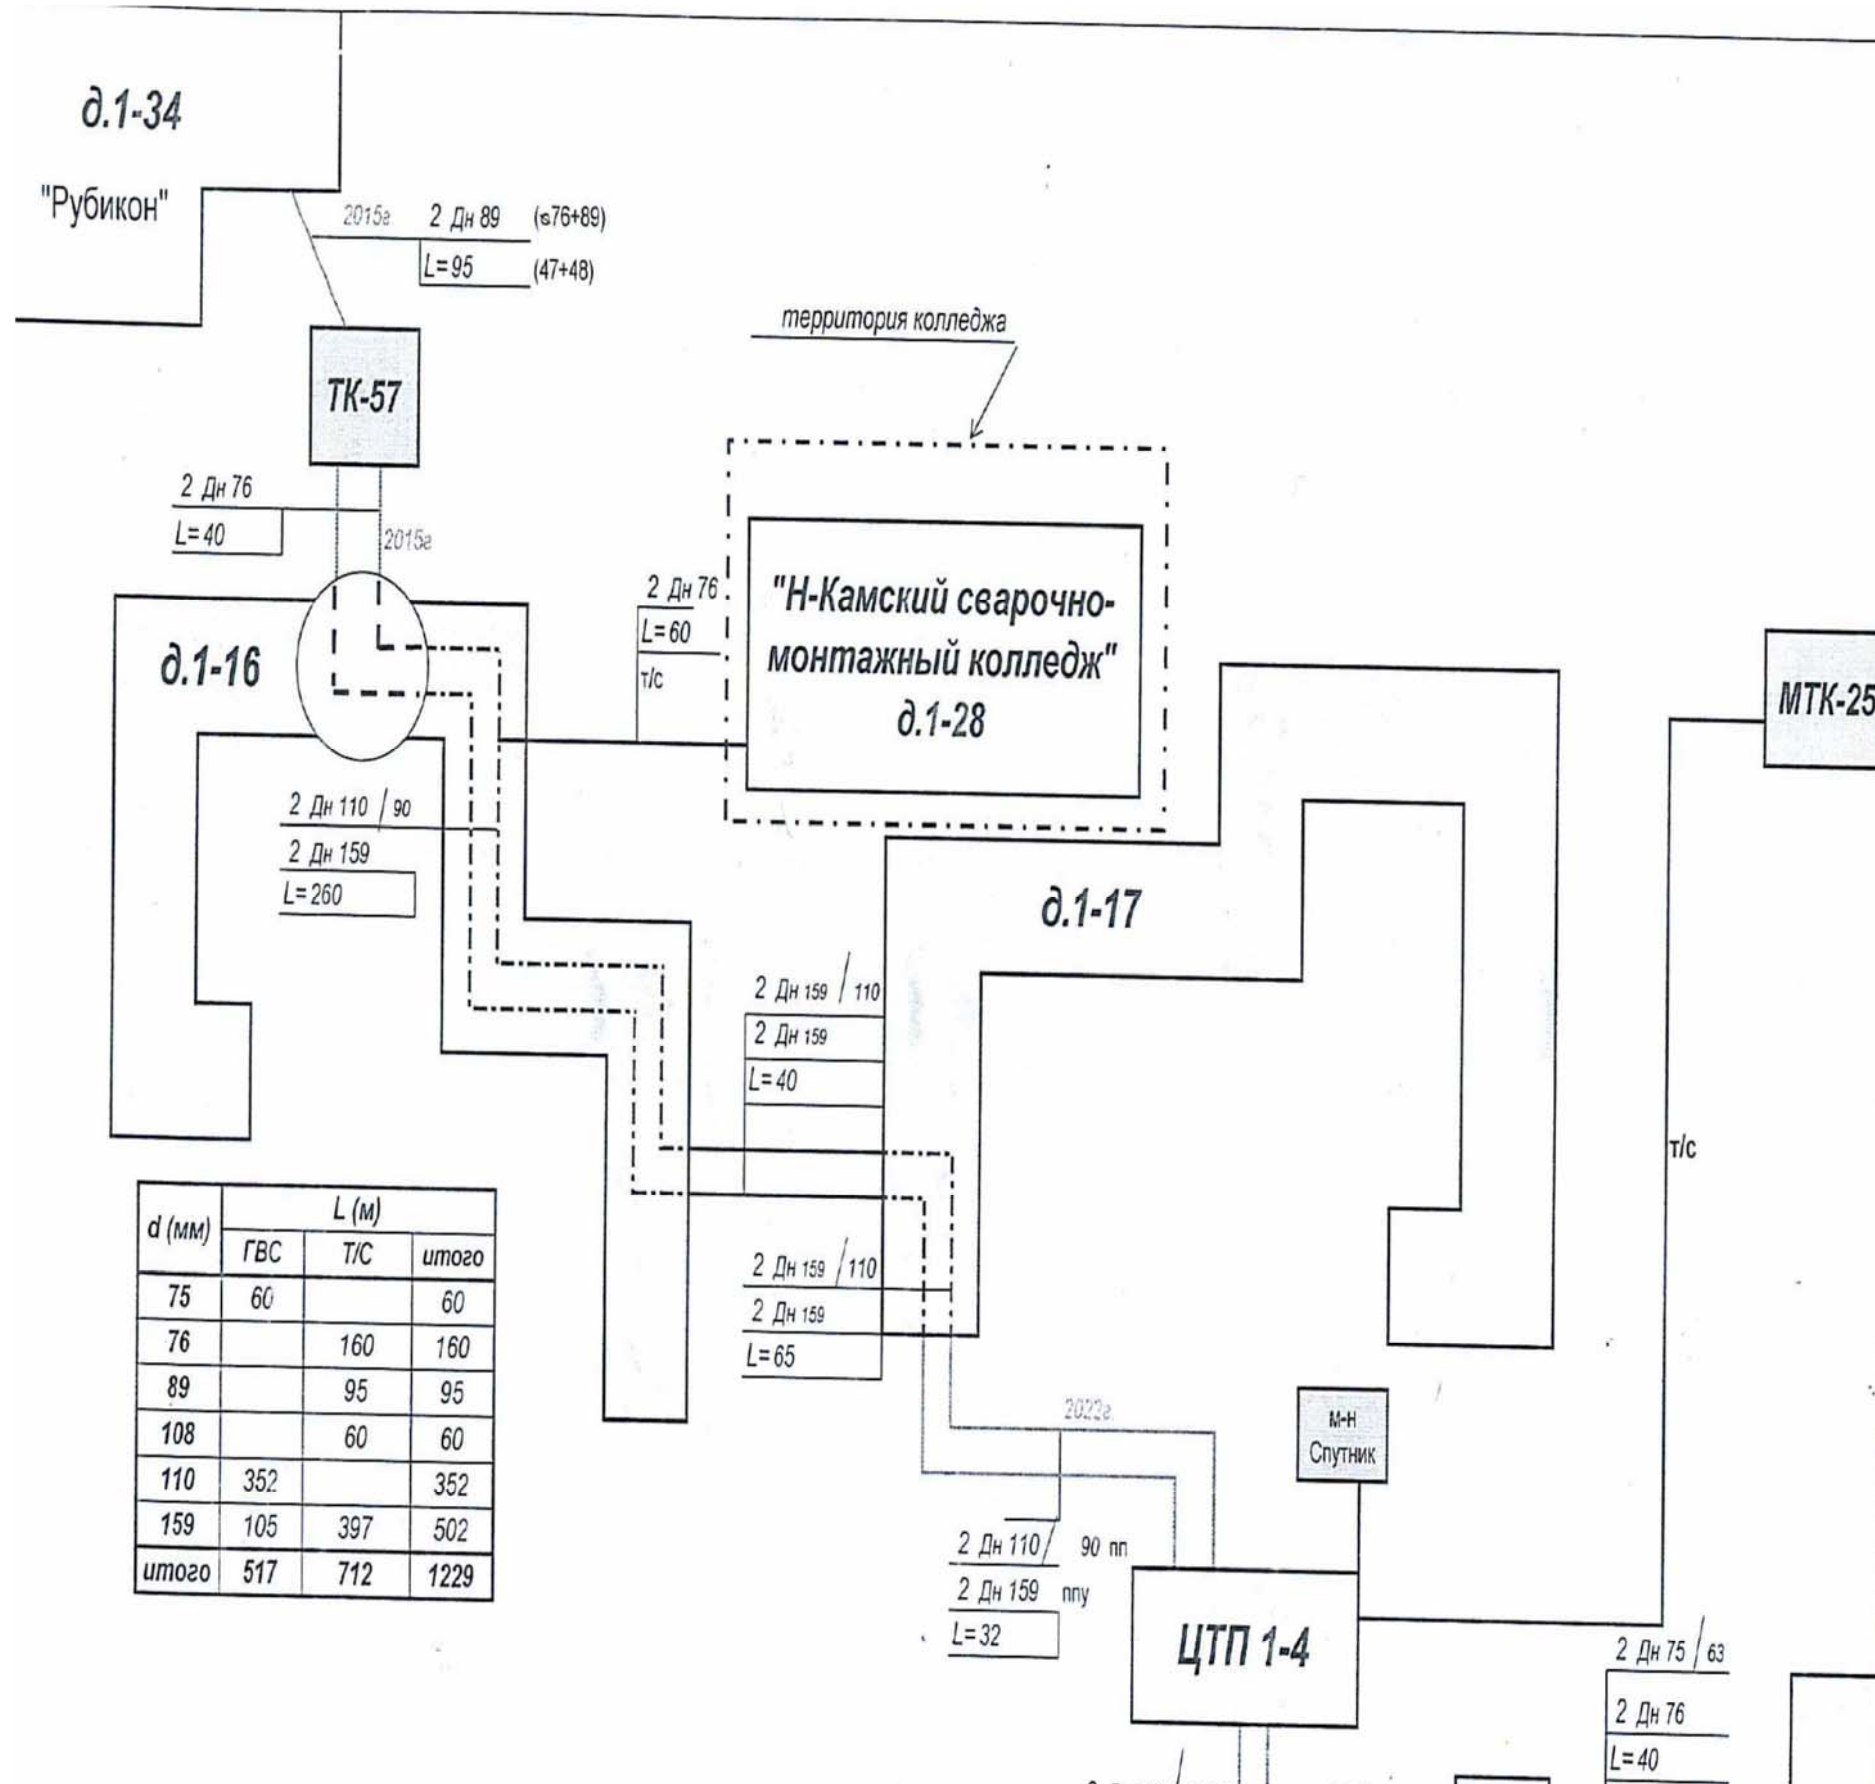 д.1-34
"Рубикон"
2015г. 2 Дн 89 (s76+89)
L=95 (47+48)
территория колледжа
ТК-57
2 Дн 76
L=40
2015г
2 Дн 76
L=60
т/с
"Н-Камский сварочно-
монтажный колледж"
д.1-28
д.1-16
МТК-25
2 Дн 110 / 90
2 Дн 159
L=260
д.1-17
2 Дн 159 / 110
2 Дн 159
L=40
т/с
d (мм) L (м)
ГВС Т/С итого
75 60 60
76 160 160
89 95 95
108 60 60
110 352 352
159 105 397 502
итого 517 712 1229
2 Дн 159 / 110
2 Дн 159
L=65
2022г.
м-н
Спутник
2 Дн 110 / 90 пп
2 Дн 159 ппу
L=32
ЦТП 1-4
2 Дн 75 / 63
2 Дн 76
L=40